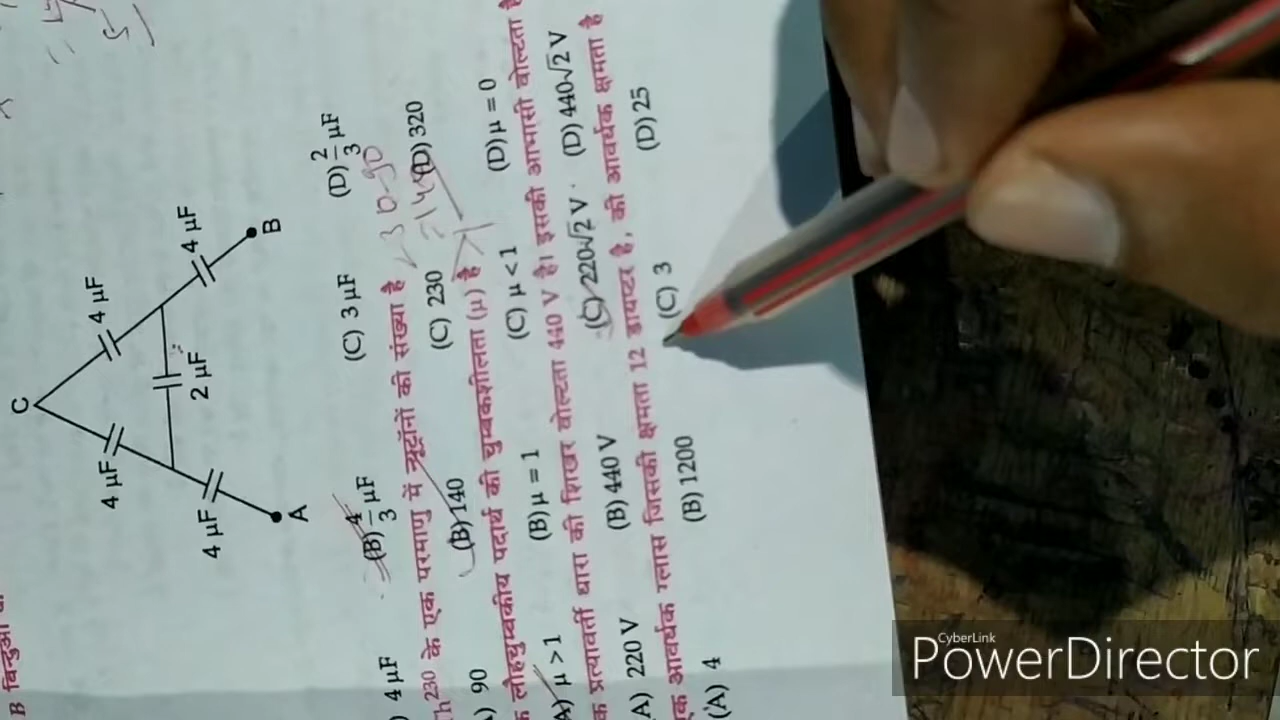 B बिन्दुओं
C
4 μF
4 μF
2 μF
4 μF
4 μF
A
B
4 μF (B) 4/3 μF (C) 3 μF (D) 2/3 μF
Th230 के एक परमाणु में न्यूट्रॉनों की संख्या है
90 (B) 140 (C) 230 (D) 320
लौहचुम्बकीय पदार्थ की चुम्बकशीलता (μ) है
A) μ > 1 (B) μ = 1 (C) μ < 1 (D) μ = 0
क प्रत्यावर्ती धारा की शिखर वोल्टता 440 V है। इसकी आभासी वोल्टता है
A) 220 V (B) 440 V (C) 220√2 V (D) 440√2 V
एक आवर्धक ग्लास जिसकी क्षमता 12 डायप्टर है, की आवर्धक क्षमता है
(A) 4 (B) 1200 (C) 3 (D) 25
CyberLink
PowerDirector